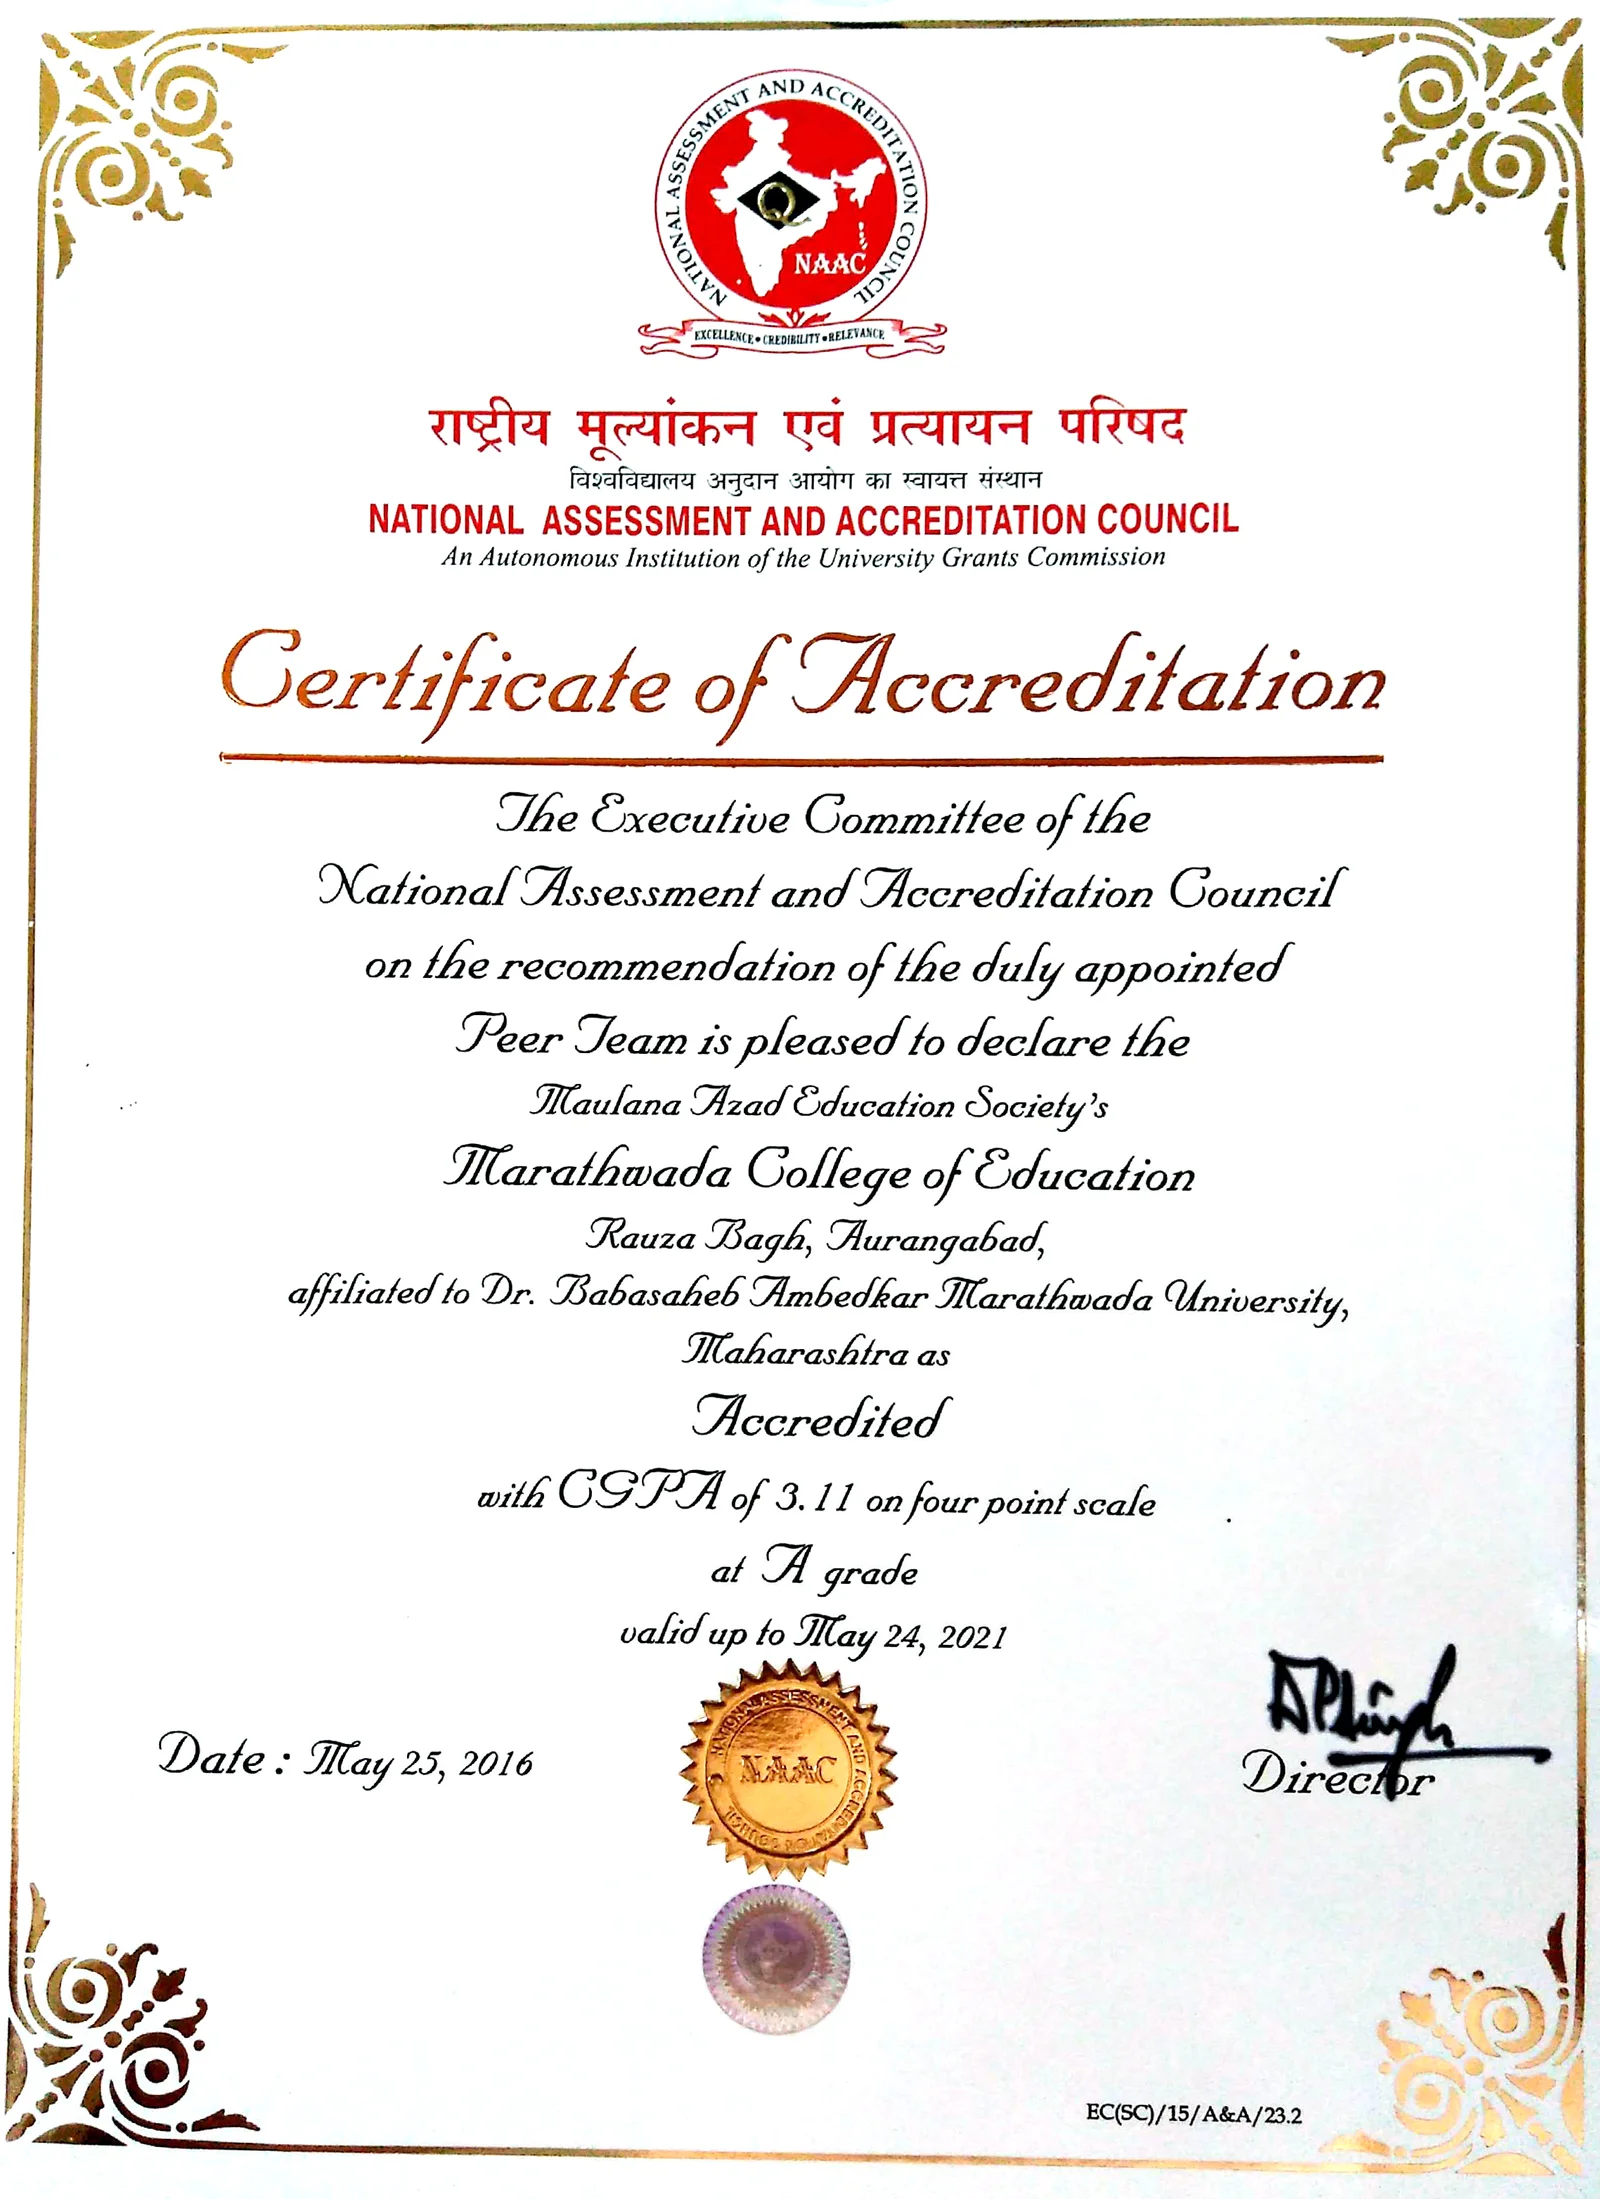 NATIONAL ASSESSMENT AND ACCREDITATION COUNCIL
Q
NAAC
EXCELLENCE • CREDIBILITY • RELEVANCE
राष्ट्रीय मूल्यांकन एवं प्रत्यायन परिषद
विश्वविद्यालय अनुदान आयोग का स्वायत्त संस्थान
NATIONAL ASSESSMENT AND ACCREDITATION COUNCIL
An Autonomous Institution of the University Grants Commission
Certificate of Accreditation
The Executive Committee of the
National Assessment and Accreditation Council
on the recommendation of the duly appointed
Peer Team is pleased to declare the
Maulana Azad Education Society's
Marathwada College of Education
Rauza Bagh, Aurangabad,
affiliated to Dr. Babasaheb Ambedkar Marathwada University,
Maharashtra as
Accredited
with CGPA of 3.11 on four point scale
at A grade
valid up to May 24, 2021
NATIONAL ASSESSMENT AND ACCREDITATION COUNCIL
NAAC
Date : May 25, 2016
Director
EC(SC)/15/A&A/23.2